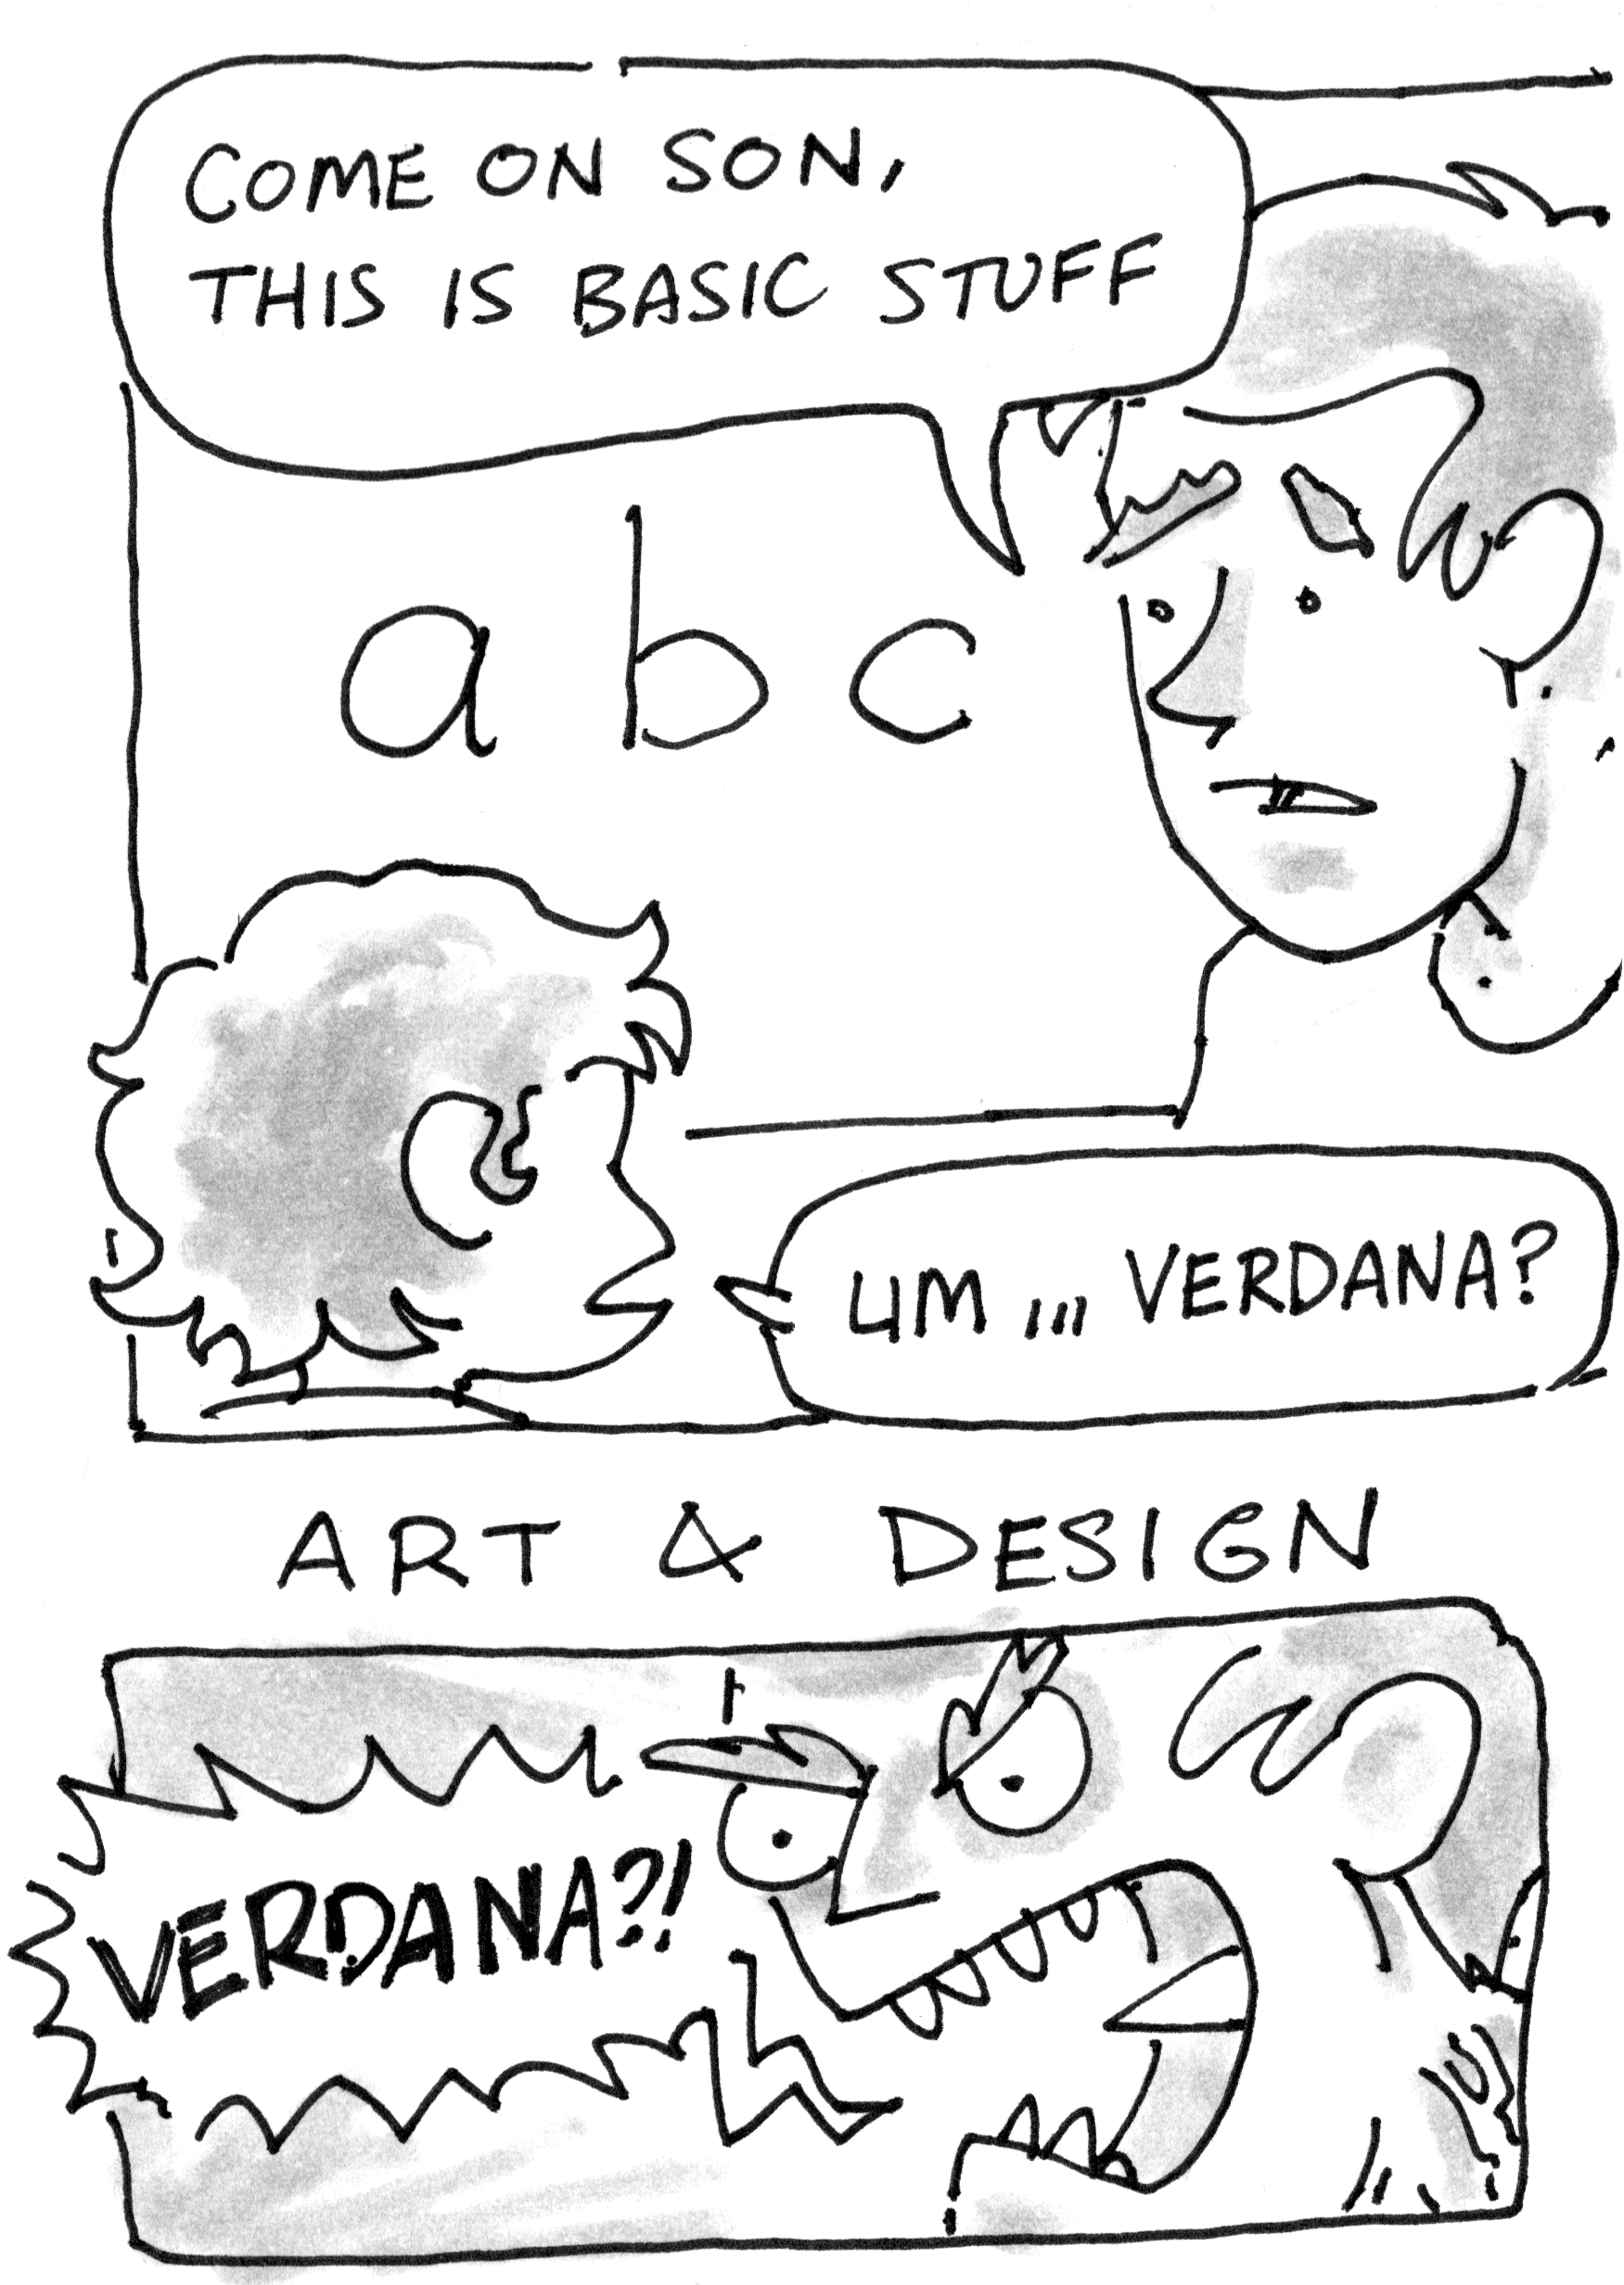 COME ON SON,
THIS IS BASIC STUFF
a b c
UM ,,, VERDANA?
ART & DESIGN
VERDANA?!